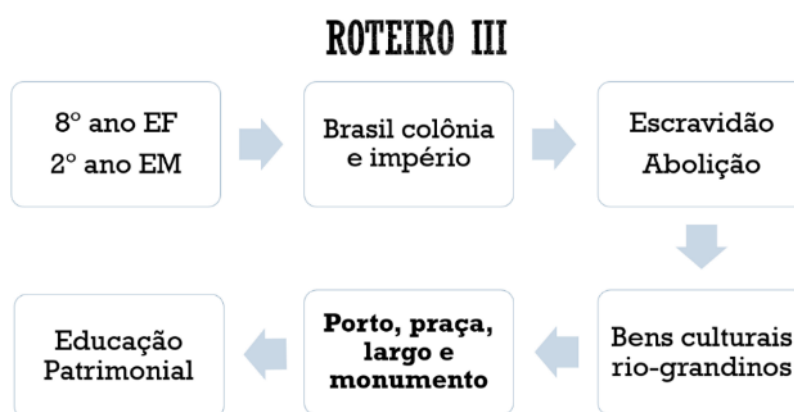 ROTEIRO III
8º ano EF
2º ano EM
Brasil colônia
e império
Escravidão
Abolição
Bens culturais
rio-grandinos
Porto, praça,
largo e
monumento
Educação
Patrimonial